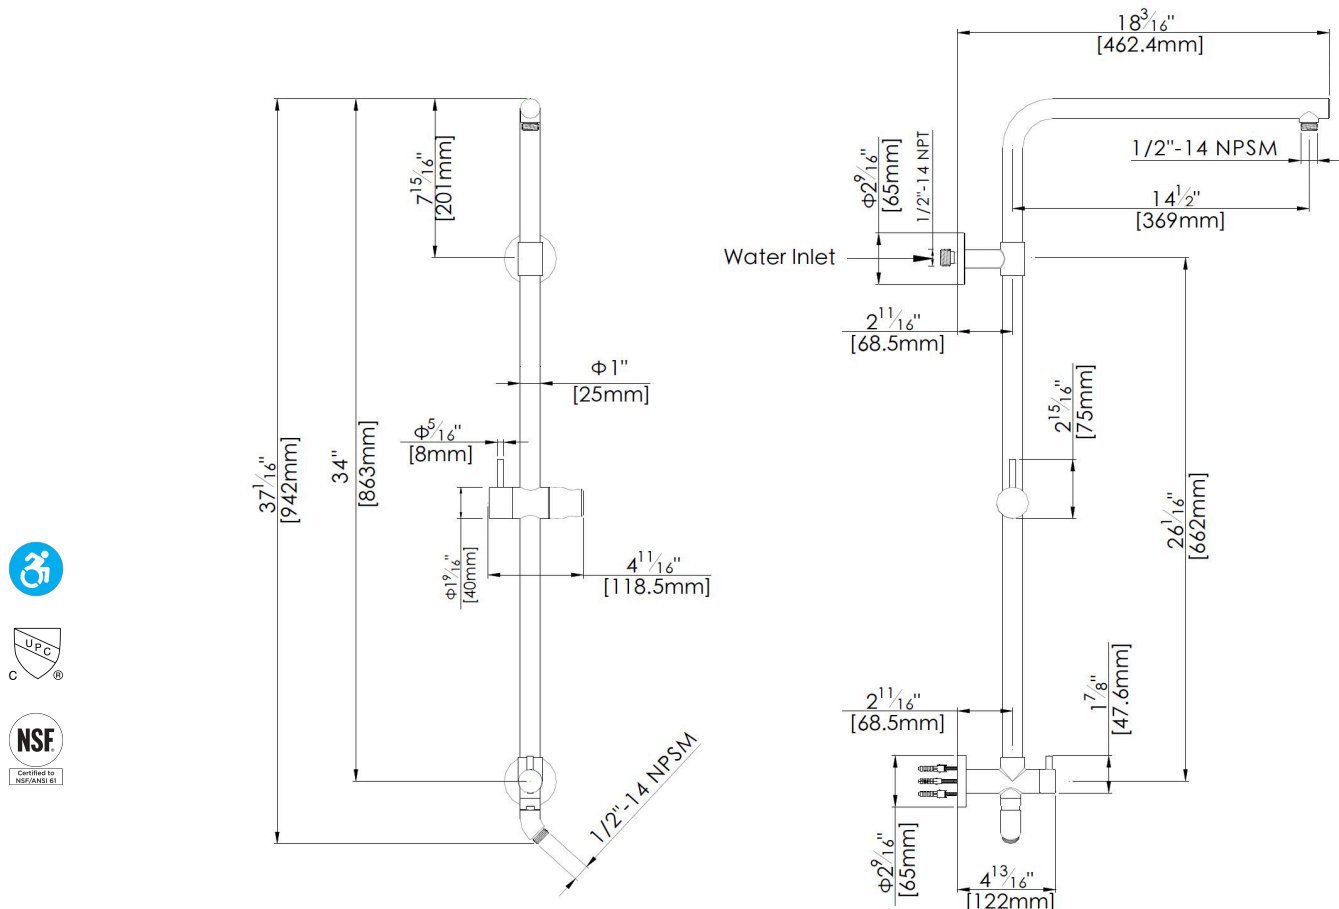 18 3/16"
[462.4mm]
7 15/16"
[201mm]
Φ2 9/16"
[65mm]
1/2"-14 NPT
1/2"-14 NPSM
14 1/2"
[369mm]
Water Inlet
2 11/16"
[68.5mm]
Φ1"
[25mm]
2 15/16"
[75mm]
Φ5/16"
[8mm]
37 1/16"
[942mm]
34"
[863mm]
26 1/16"
[662mm]
Φ1 9/16"
[40mm]
4 11/16"
[118.5mm]
UPC
C ®
NSF®
Certified to
NSF/ANSI 61
2 11/16"
[68.5mm]
1 7/8"
[47.6mm]
1/2"-14 NPSM
Φ2 9/16"
[65mm]
4 13/16"
[122mm]